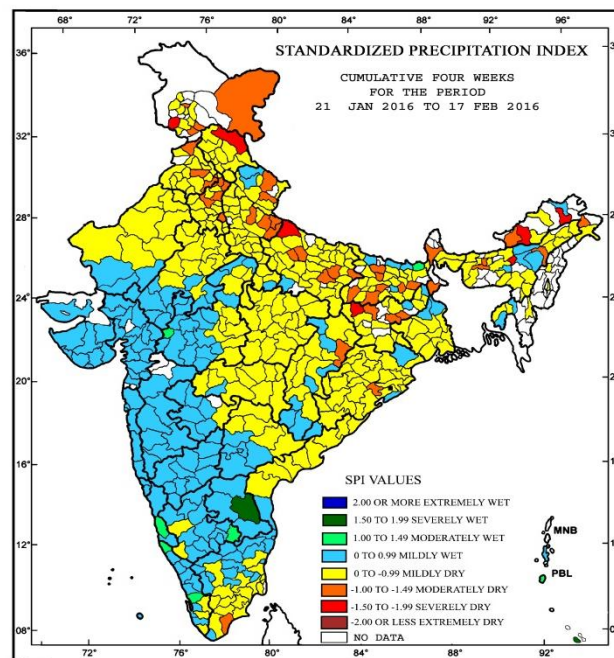 68° 72° 76° 80° 84° 88° 92° 96°
36°
32°
28°
24°
20°
16°
12°
08°
STANDARDIZED PRECIPITATION INDEX
CUMULATIVE FOUR WEEKS
FOR THE PERIOD
21 JAN 2016 TO 17 FEB 2016
SPI VALUES
2.00 OR MORE EXTREMELY WET
1.50 TO 1.99 SEVERELY WET
1.00 TO 1.49 MODERATELY WET
0 TO 0.99 MILDLY WET
0 TO -0.99 MILDLY DRY
-1.00 TO -1.49 MODERATELY DRY
-1.50 TO -1.99 SEVERELY DRY
-2.00 OR LESS EXTREMELY DRY
NO DATA
MNB
PBL
72° 76° 80° 84° 88° 92°